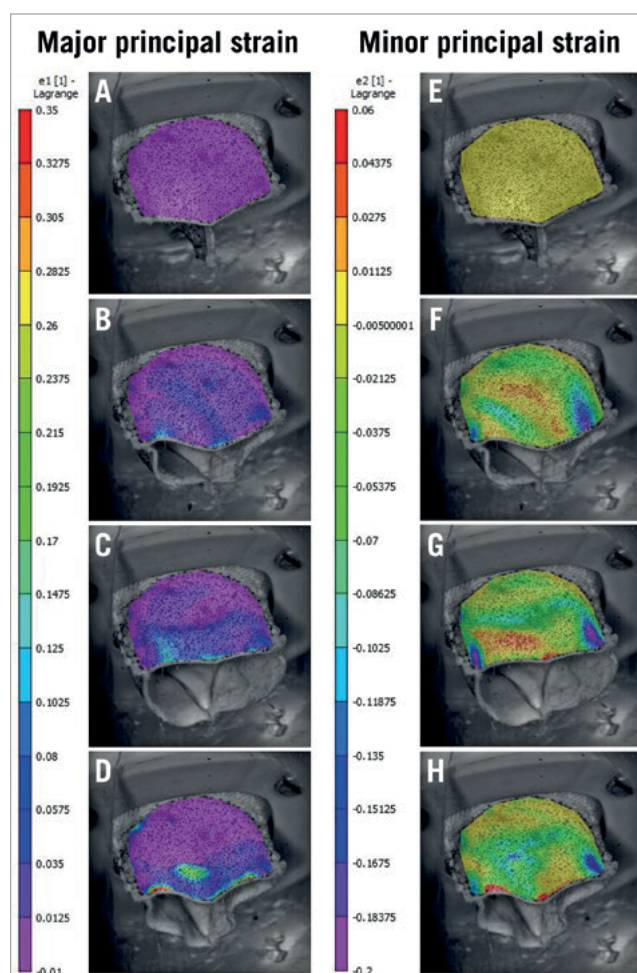 Major principal strain
Minor principal strain
e1 [1] -
Lagrange
0.35
0.3275
0.305
0.2825
0.26
0.2375
0.215
0.1925
0.17
0.1475
0.125
0.1025
0.08
0.0575
0.035
0.0125
-0.01
A
B
C
D
e2 [1] -
Lagrange
0.06
0.04375
0.0275
0.01125
-0.00500001
-0.02125
-0.0375
-0.05375
-0.07
-0.08625
-0.1025
-0.11875
-0.135
-0.15125
-0.1675
-0.18375
-0.2
E
F
G
H